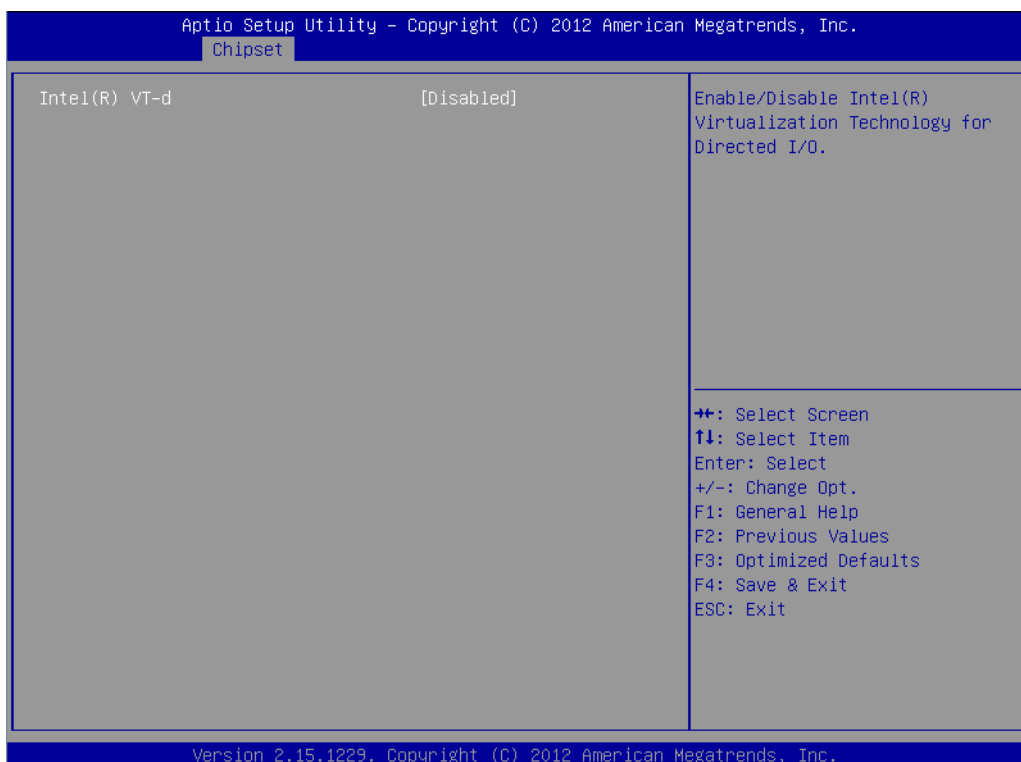 Aptio Setup Utility – Copyright (C) 2012 American Megatrends, Inc.
Chipset
Intel(R) VT-d [Disabled]
Enable/Disable Intel(R)
Virtualization Technology for
Directed I/O.
→←: Select Screen
↑↓: Select Item
Enter: Select
+/-: Change Opt.
F1: General Help
F2: Previous Values
F3: Optimized Defaults
F4: Save & Exit
ESC: Exit
Version 2.15.1229. Copyright (C) 2012 American Megatrends, Inc.